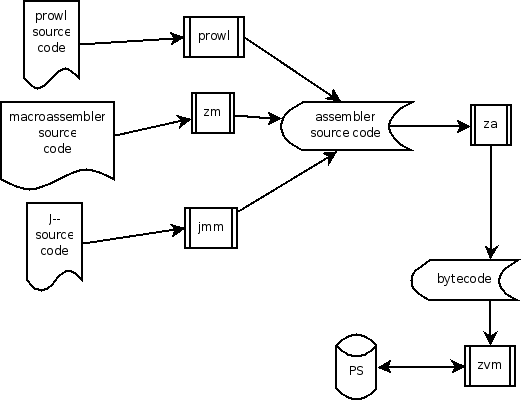 prowl
source
code
prowl
macroassembler
source
code
zm
assembler
source code
za
J--
source
code
jmm
bytecode
PS
zvm